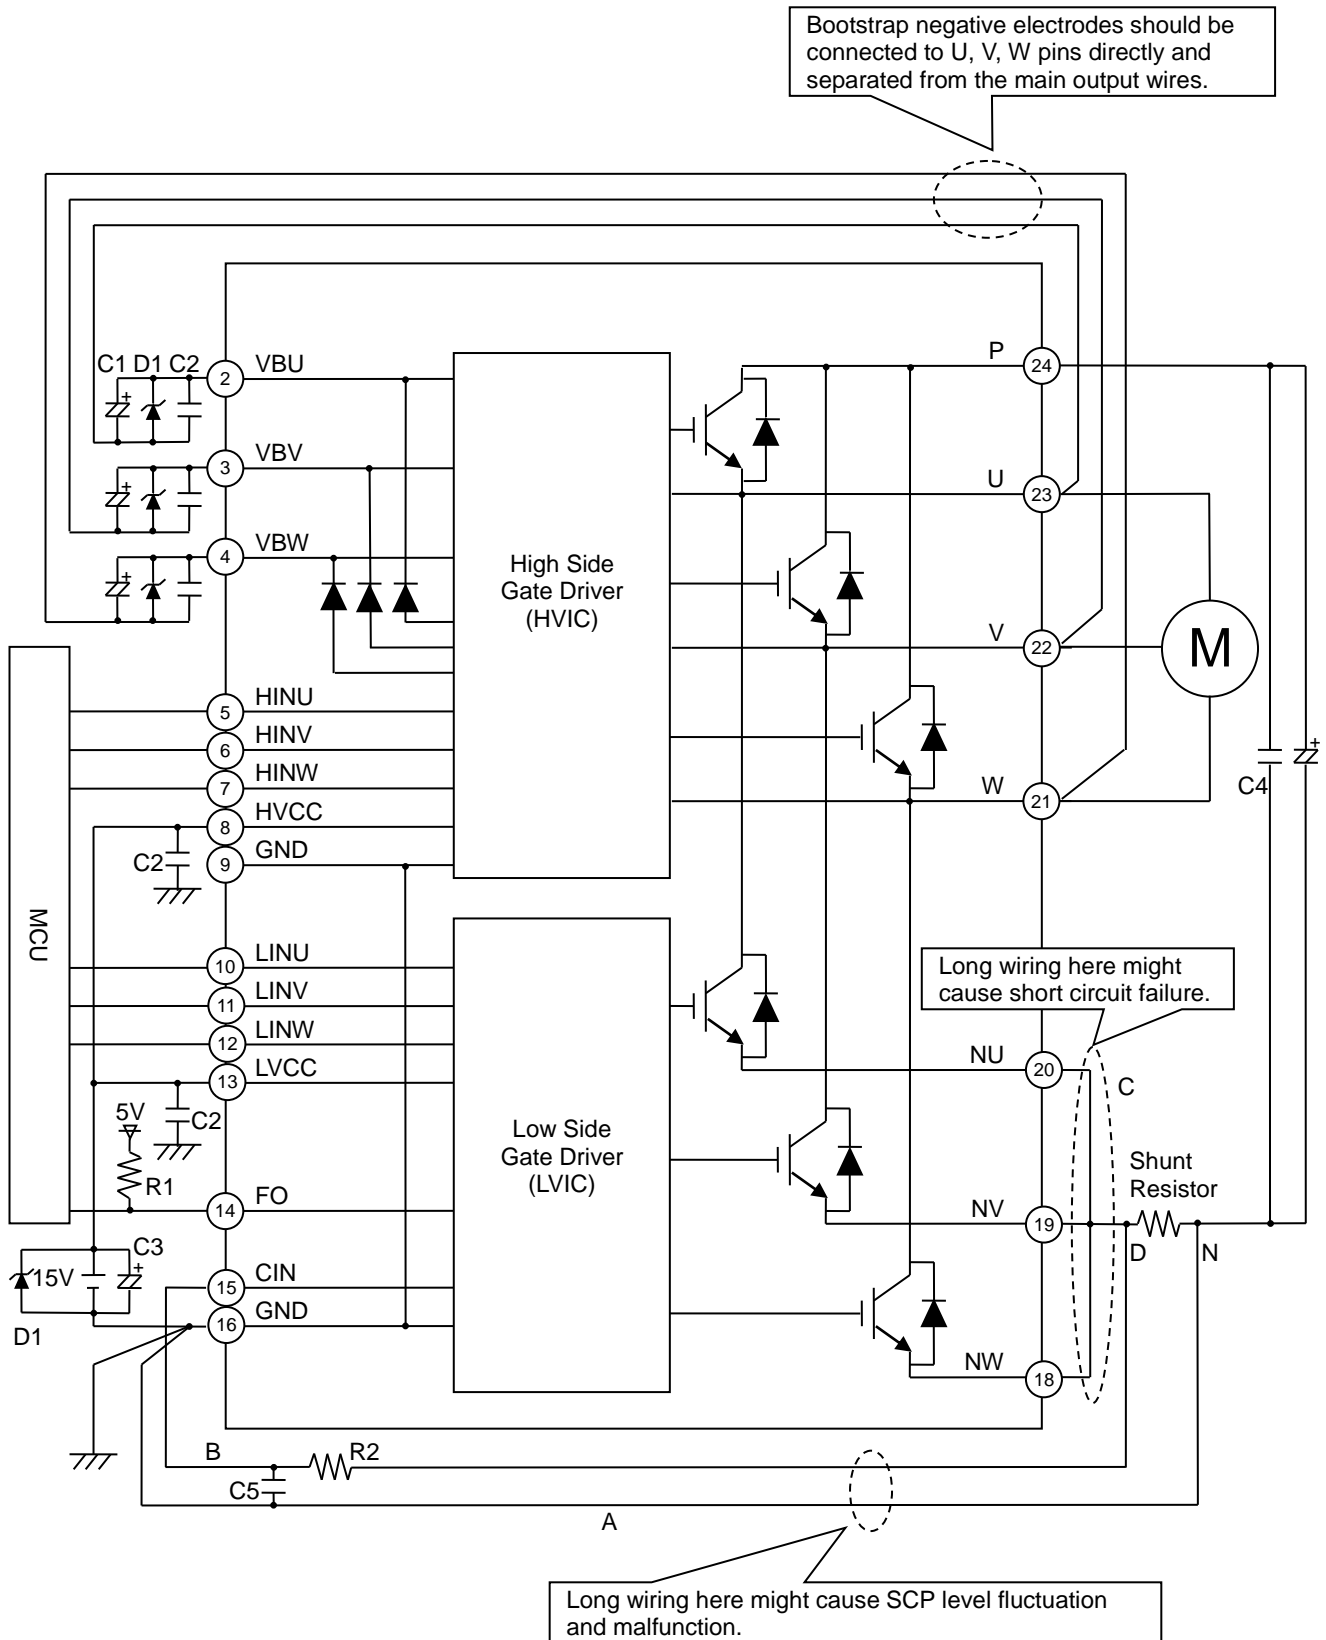 Bootstrap negative electrodes should be
connected to U, V, W pins directly and
separated from the main output wires.
C1 D1 C2
2
VBU
P
24
3
VBV
U
23
4
VBW
High Side
Gate Driver
(HVIC)
V
22
M
5
HINU
6
HINV
7
HINW
W
21
C4
+
8
HVCC
C2
9
GND
MCU
10
LINU
11
LINV
12
LINW
13
LVCC
C2
5V
R1
14
FO
Low Side
Gate Driver
(LVIC)
Long wiring here might
cause short circuit failure.
NU
20
C
Shunt
Resistor
NV
19
D
N
C3
15V
+
D1
15
CIN
16
GND
NW
18
B
R2
C5
A
Long wiring here might cause SCP level fluctuation
and malfunction.
+
+
+